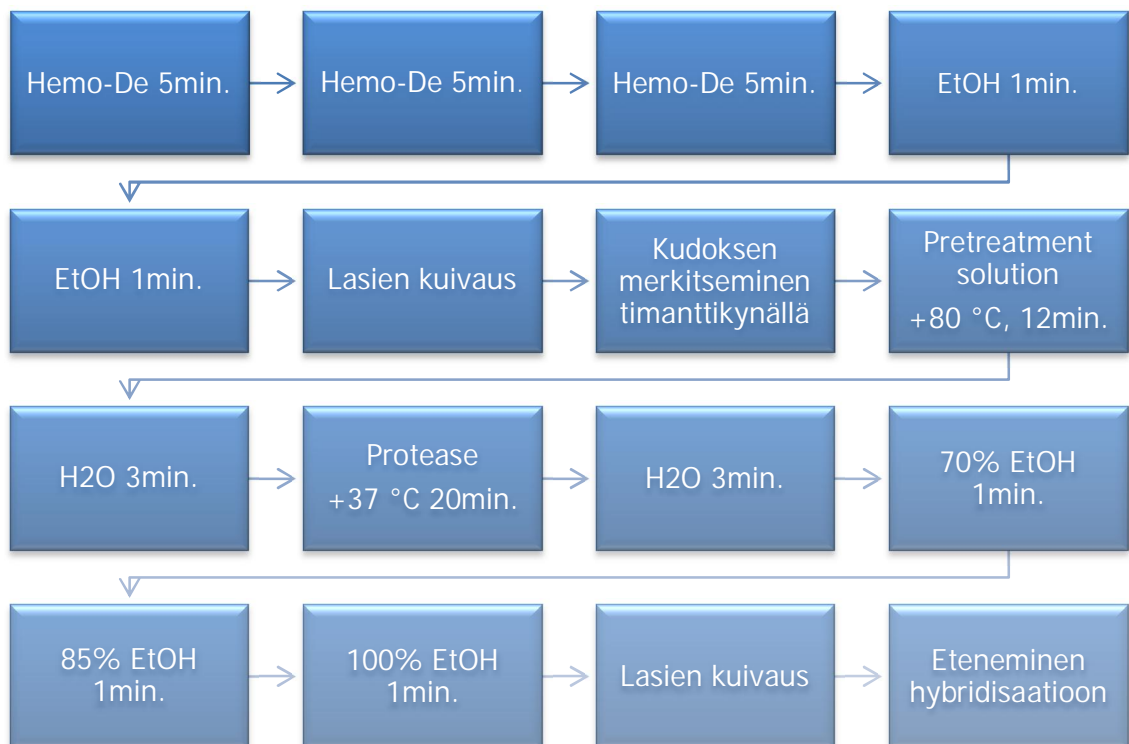 Hemo-De 5min.
Hemo-De 5min.
Hemo-De 5min.
EtOH 1min.
EtOH 1min.
Lasien kuivaus
Kudoksen
merkitseminen
timanttikynällä
Pretreatment
solution
+80 °C, 12min.
H2O 3min.
Protease
+37 °C 20min.
H2O 3min.
70% EtOH
1min.
85% EtOH
1min.
100% EtOH
1min.
Lasien kuivaus
Eteneminen
hybridisaatioon